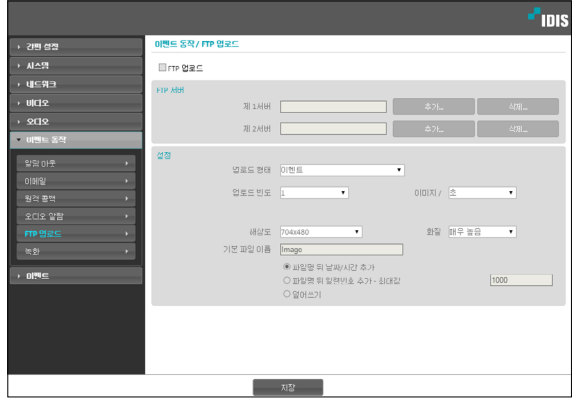 IDIS
간편 설정
시스템
네트워크
비디오
오디오
이벤트 동작
알람 아웃
이메일
원격 콜백
오디오 알람
FTP 업로드
녹화
이벤트
이벤트 동작 / FTP 업로드
FTP 업로드
FTP 서버
제 1서버 추가... 삭제...
제 2서버 추가... 삭제...
설정
업로드 형태 이벤트
업로드 빈도 1 이미지 / 초
해상도 704x480 화질 매우 높음
기본 파일 이름 Image
파일명 뒤 날짜/시간 추가
파일명 뒤 일련번호 추가 - 최대값 1000
덮어쓰기
저장